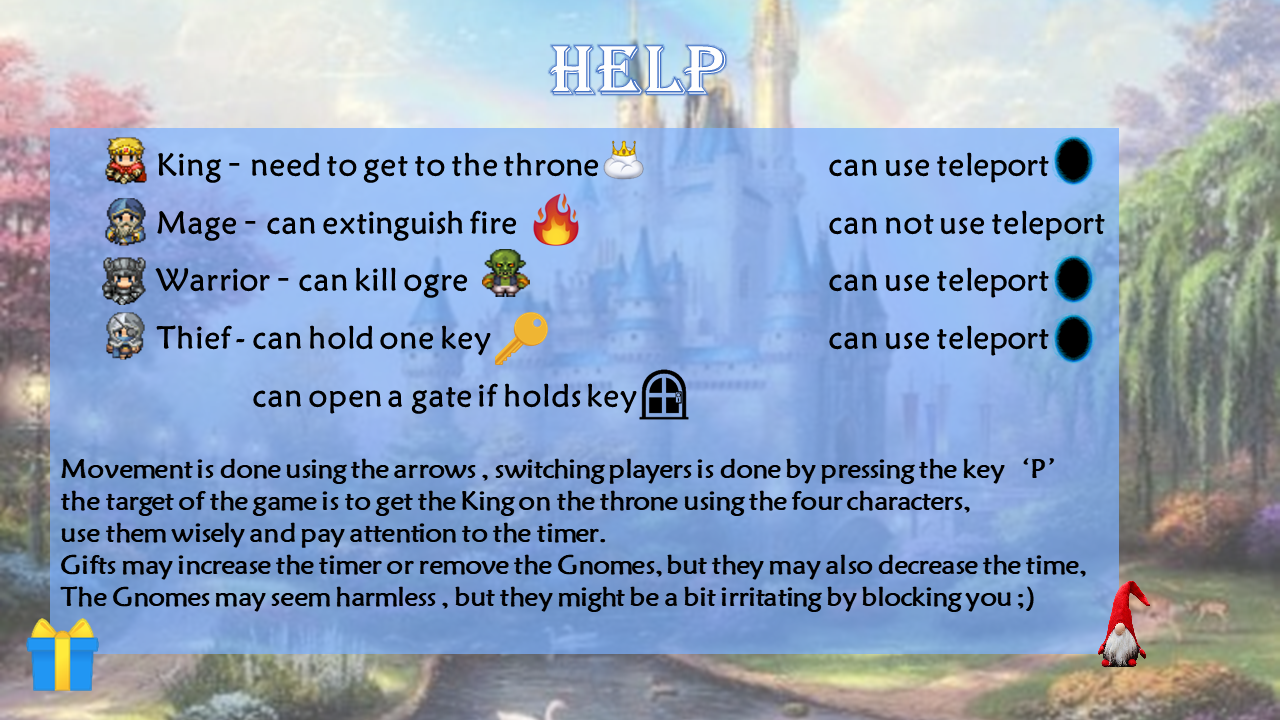 HELP
King - need to get to the throne can use teleport
Mage - can extinguish fire can not use teleport
Warrior - can kill ogre can use teleport
Thief - can hold one key can use teleport
can open a gate if holds key
Movement is done using the arrows , switching players is done by pressing the key ‘P’
the target of the game is to get the King on the throne using the four characters,
use them wisely and pay attention to the timer.
Gifts may increase the timer or remove the Gnomes, but they may also decrease the time,
The Gnomes may seem harmless , but they might be a bit irritating by blocking you ;)